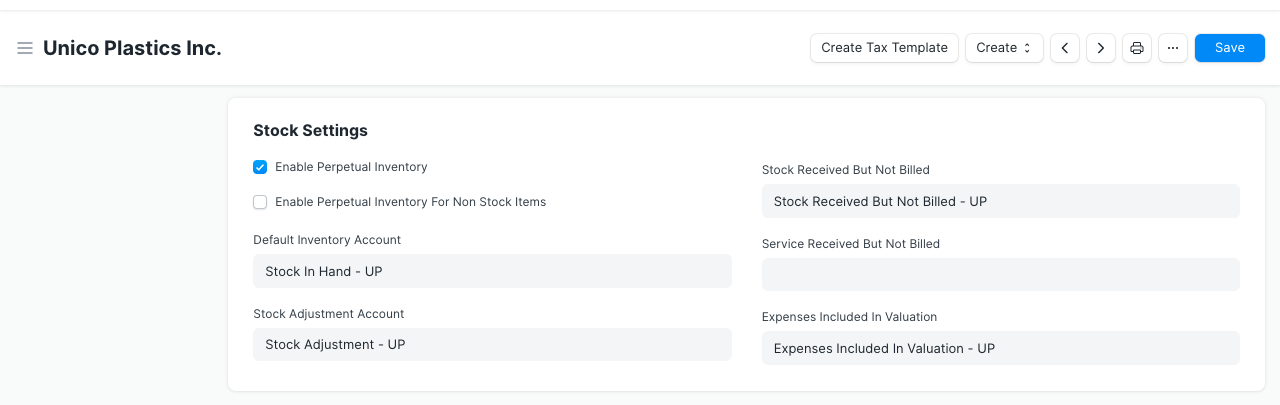 Unico Plastics Inc.
Create Tax Template
Create
Save
Stock Settings
Enable Perpetual Inventory
Enable Perpetual Inventory For Non Stock Items
Default Inventory Account
Stock In Hand - UP
Stock Adjustment Account
Stock Adjustment - UP
Stock Received But Not Billed
Stock Received But Not Billed - UP
Service Received But Not Billed
Expenses Included In Valuation
Expenses Included In Valuation - UP